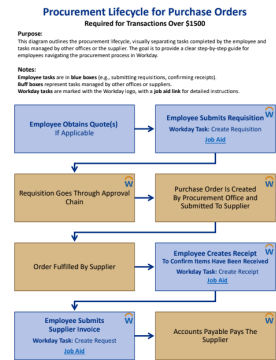 Procurement Lifecycle for Purchase Orders
Required for Transactions Over $1500
Purpose:
This diagram outlines the procurement lifecycle, visually separating tasks completed by the employee and
tasks managed by other offices or the supplier. The goal is to provide a clear step-by-step guide for
employees navigating the procurement process in Workday.
Notes:
Employee tasks are in blue boxes (e.g., submitting requisitions, confirming receipts).
Buff boxes represent tasks managed by other offices or suppliers.
Workday tasks are marked with the Workday logo, with a job aid link for detailed instructions.
Employee Obtains Quote(s)
If Applicable
Employee Submits Requisition
Workday Task: Create Requisition
Job Aid
Requisition Goes Through Approval
Chain
Purchase Order Is Created
By Procurement Office and
Submitted To Supplier
Order Fulfilled By Supplier
Employee Creates Receipt
To Confirm Items Have Been Received
Workday Task: Create Receipt
Job Aid
Employee Submits
Supplier Invoice
Workday Task: Create Request
Job Aid
Accounts Payable Pays The
Supplier